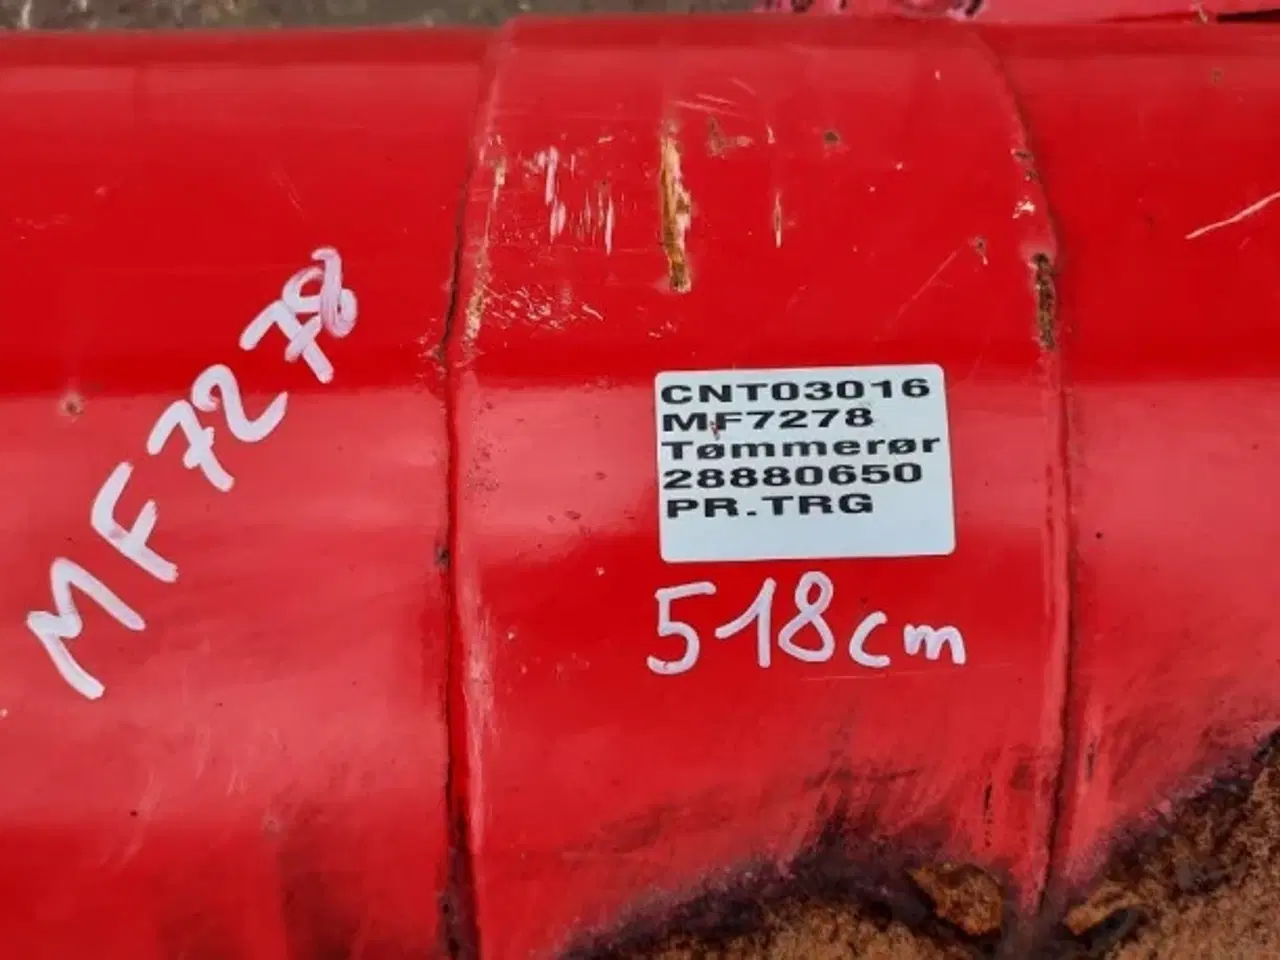 MF7278
CNT03016
MF7278
Tømmerør
28880650
PR.TRG
518cm